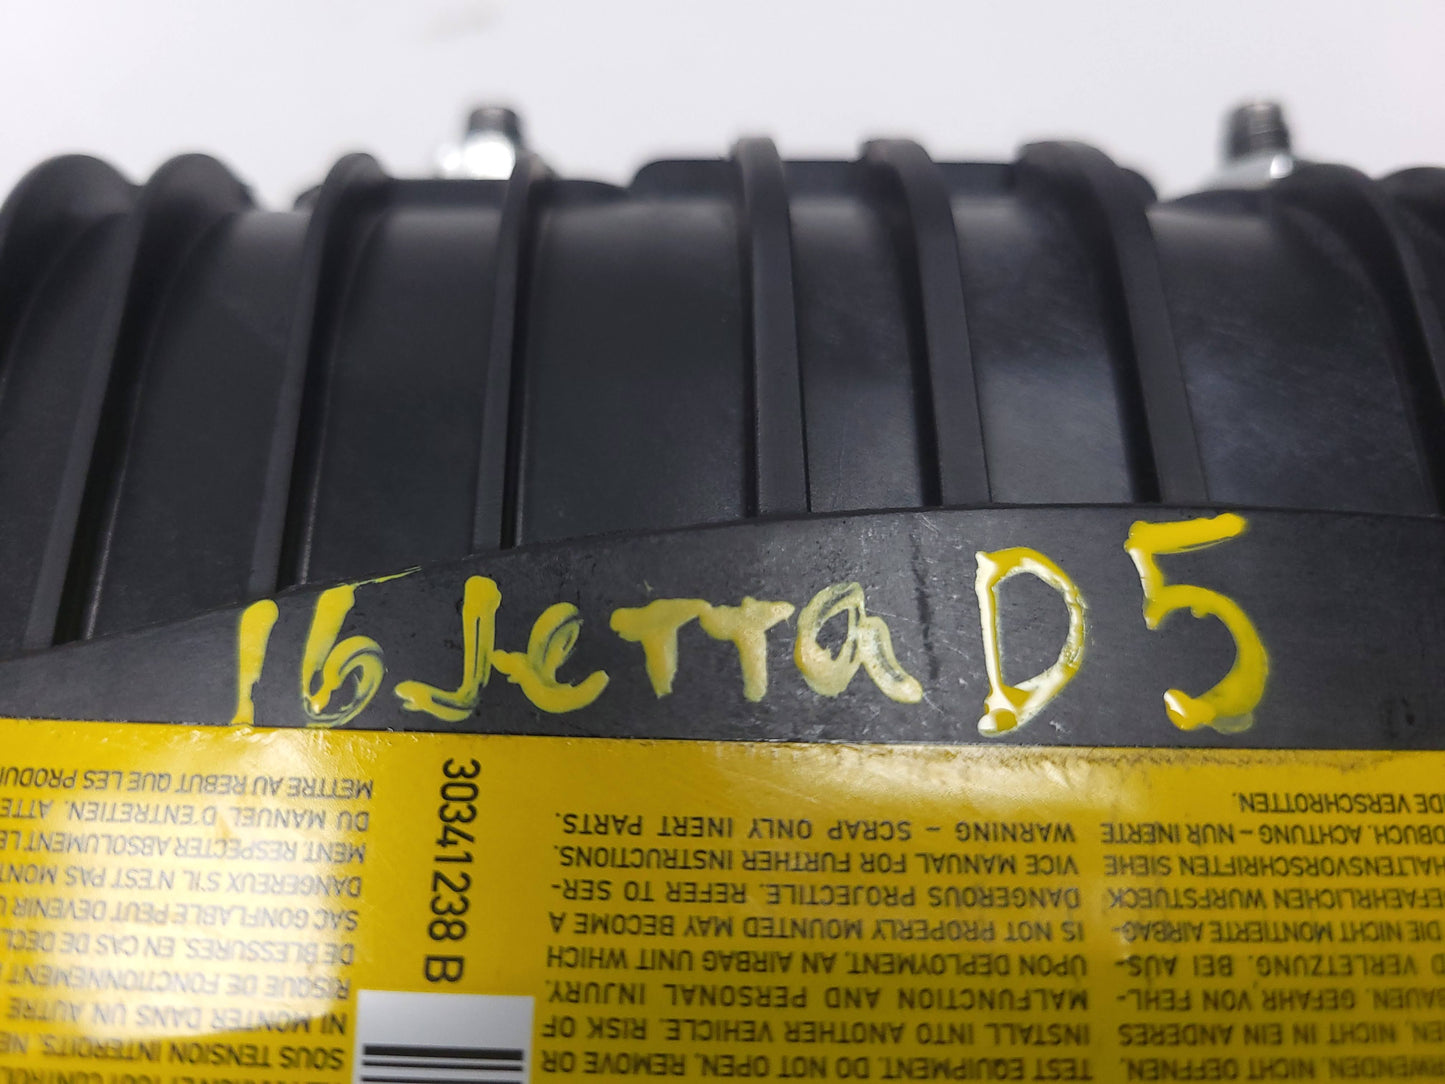 16 Jetta D5
30341238 B
WENDEN. NICHT OEFFNEN,
EN, NICHT IN EIN ANDERES
BAUEN. GEFAHR VON FEHL-
D VERLETZUNG. BEI AUS-
DIE NICHT MONTIERTE AIRBAG-
EFAEHRLICHEN WURFSTUECK
HALTENSVORSCHRIFTEN SIEHE
DBUCH. ACHTUNG – NUR INERTE
DE VERSCHROTTEN.
TEST EQUIPMENT. DO NOT OPEN, REMOVE OR
INSTALL INTO ANOTHER VEHICLE. RISK OF
MALFUNCTION AND PERSONAL INJURY.
UPON DEPLOYMENT, AN AIRBAG UNIT WHICH
IS NOT PROPERLY MOUNTED MAY BECOME A
DANGEROUS PROJECTILE. REFER TO SER-
VICE MANUAL FOR FURTHER INSTRUCTIONS.
WARNING – SCRAP ONLY INERT PARTS.
SOUS TENSION INTERDITS. NE
NI MONTER DANS UN AUTRE
RISQUE DE FONCTIONNEMENT
DE BLESSURES. EN CAS DE DECL
SAC GONFLABLE PEUT DEVENIR
DANGEREUX S'IL N'EST PAS MONT
MENT. RESPECTER ABSOLUMENT LE
DU MANUEL D'ENTRETIEN. ATTE
METTRE AU REBUT QUE LES PRODU